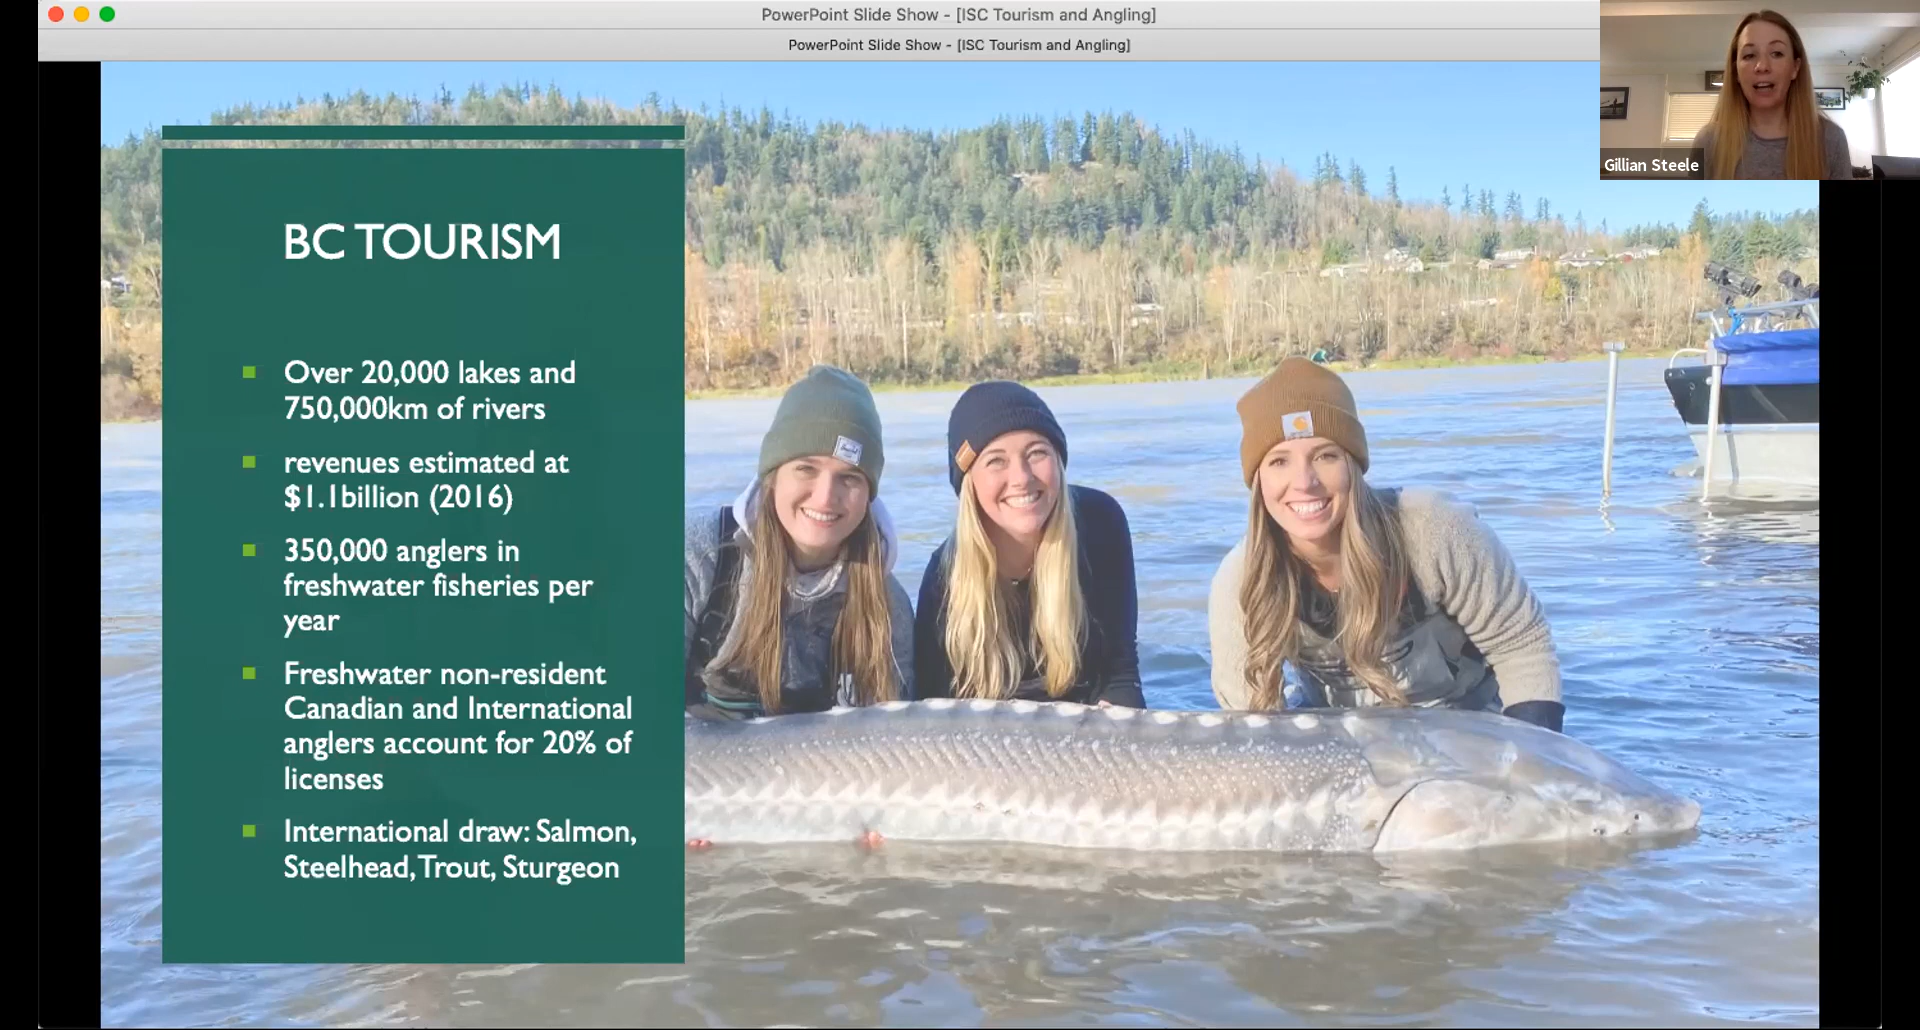 PowerPoint Slide Show - [ISC Tourism and Angling]
PowerPoint Slide Show - [ISC Tourism and Angling]
Gillian Steele
BC TOURISM
Over 20,000 lakes and
750,000km of rivers
revenues estimated at
$1.1billion (2016)
350,000 anglers in
freshwater fisheries per
year
Freshwater non-resident
Canadian and International
anglers account for 20% of
licenses
International draw: Salmon,
Steelhead, Trout, Sturgeon